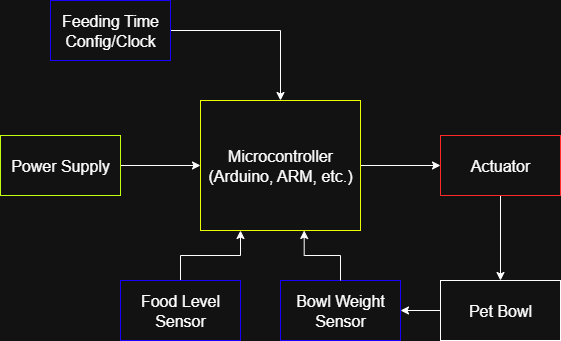 Feeding Time
Config/Clock
Power Supply
Microcontroller
(Arduino, ARM, etc.)
Actuator
Food Level
Sensor
Bowl Weight
Sensor
Pet Bowl